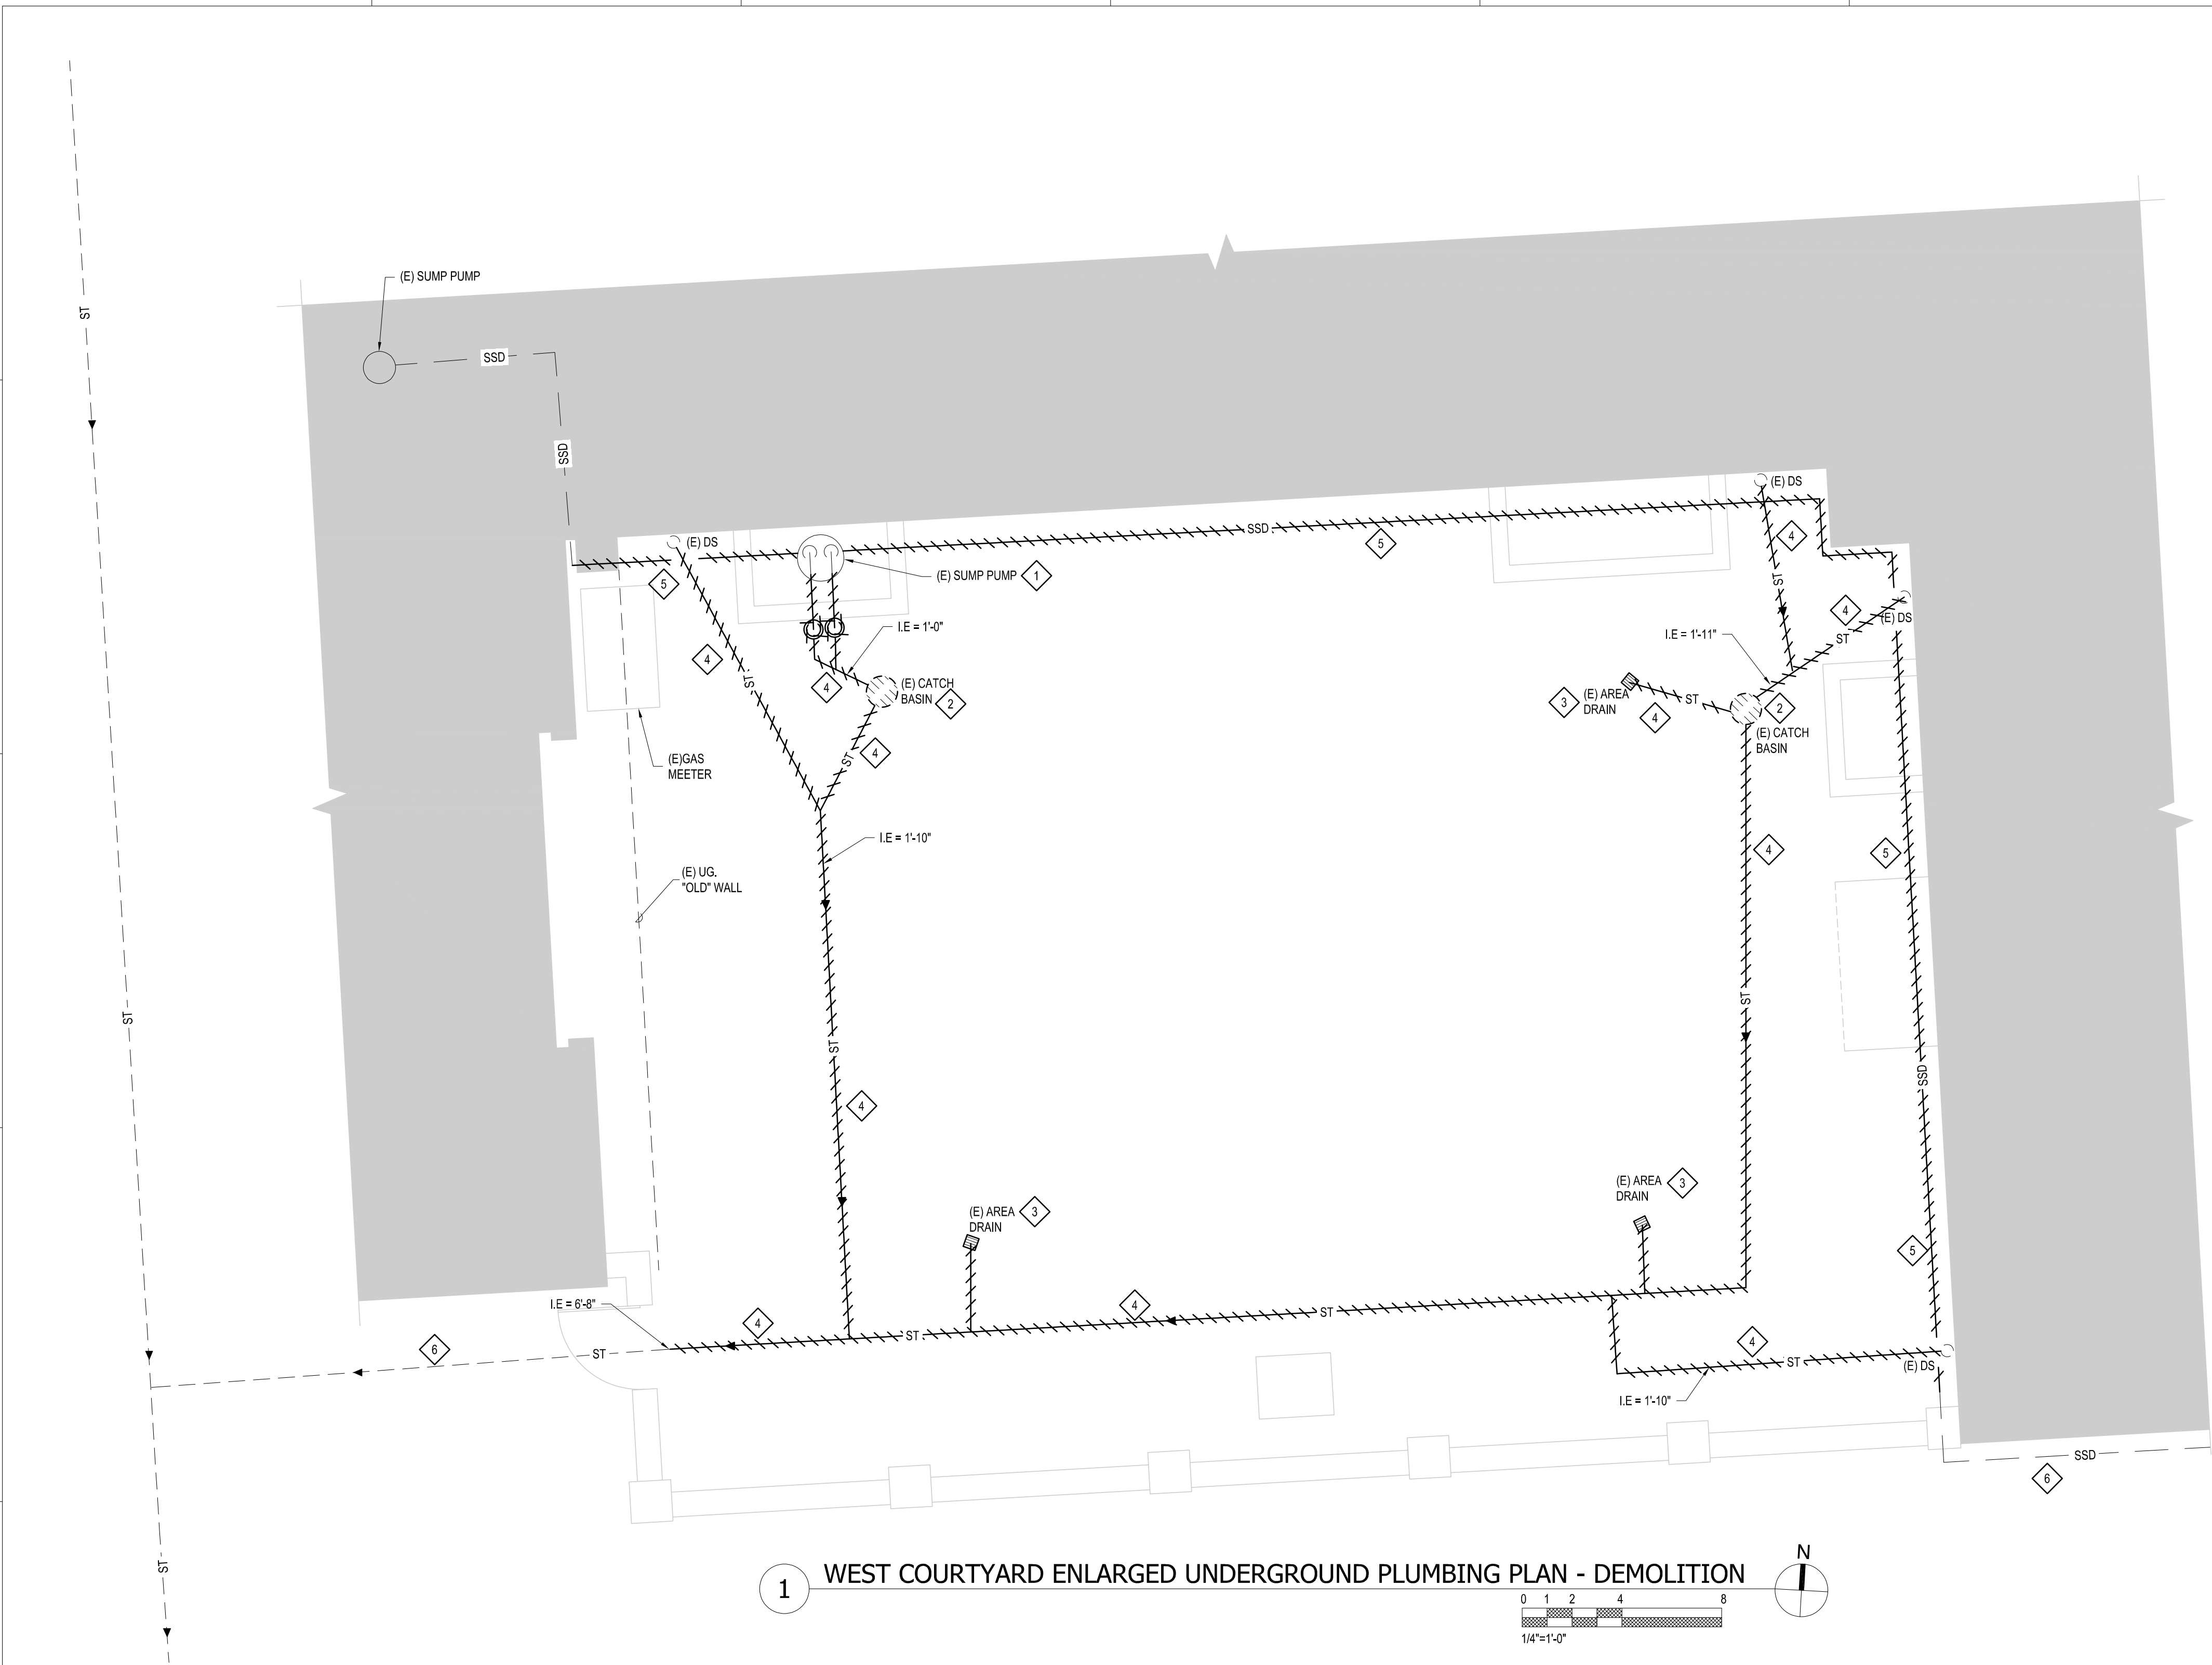 (E) SUMP PUMP
ST
SSD
SSD
(E) DS
(E) DS
SSD
5
4
5
(E) SUMP PUMP 1
4
(E) DS
ST
I.E = 1'-0"
I.E = 1'-11"
ST
4
ST
4
(E) CATCH
BASIN 2
3 (E) AREA
DRAIN
ST
4
2
(E) CATCH
BASIN
(E)GAS
MEETER
ST
4
I.E = 1'-10"
4
5
(E) UG.
"OLD" WALL
ST
ST
ST
SSD
4
(E) AREA
DRAIN 3
(E) AREA
DRAIN 3
5
I.E = 6'-8"
4
4
ST
ST
4
6
ST
ST
(E) DS
I.E = 1'-10"
SSD
6
ST
1
WEST COURTYARD ENLARGED UNDERGROUND PLUMBING PLAN - DEMOLITION
N
0 1 2 4 8
1/4"=1'-0"